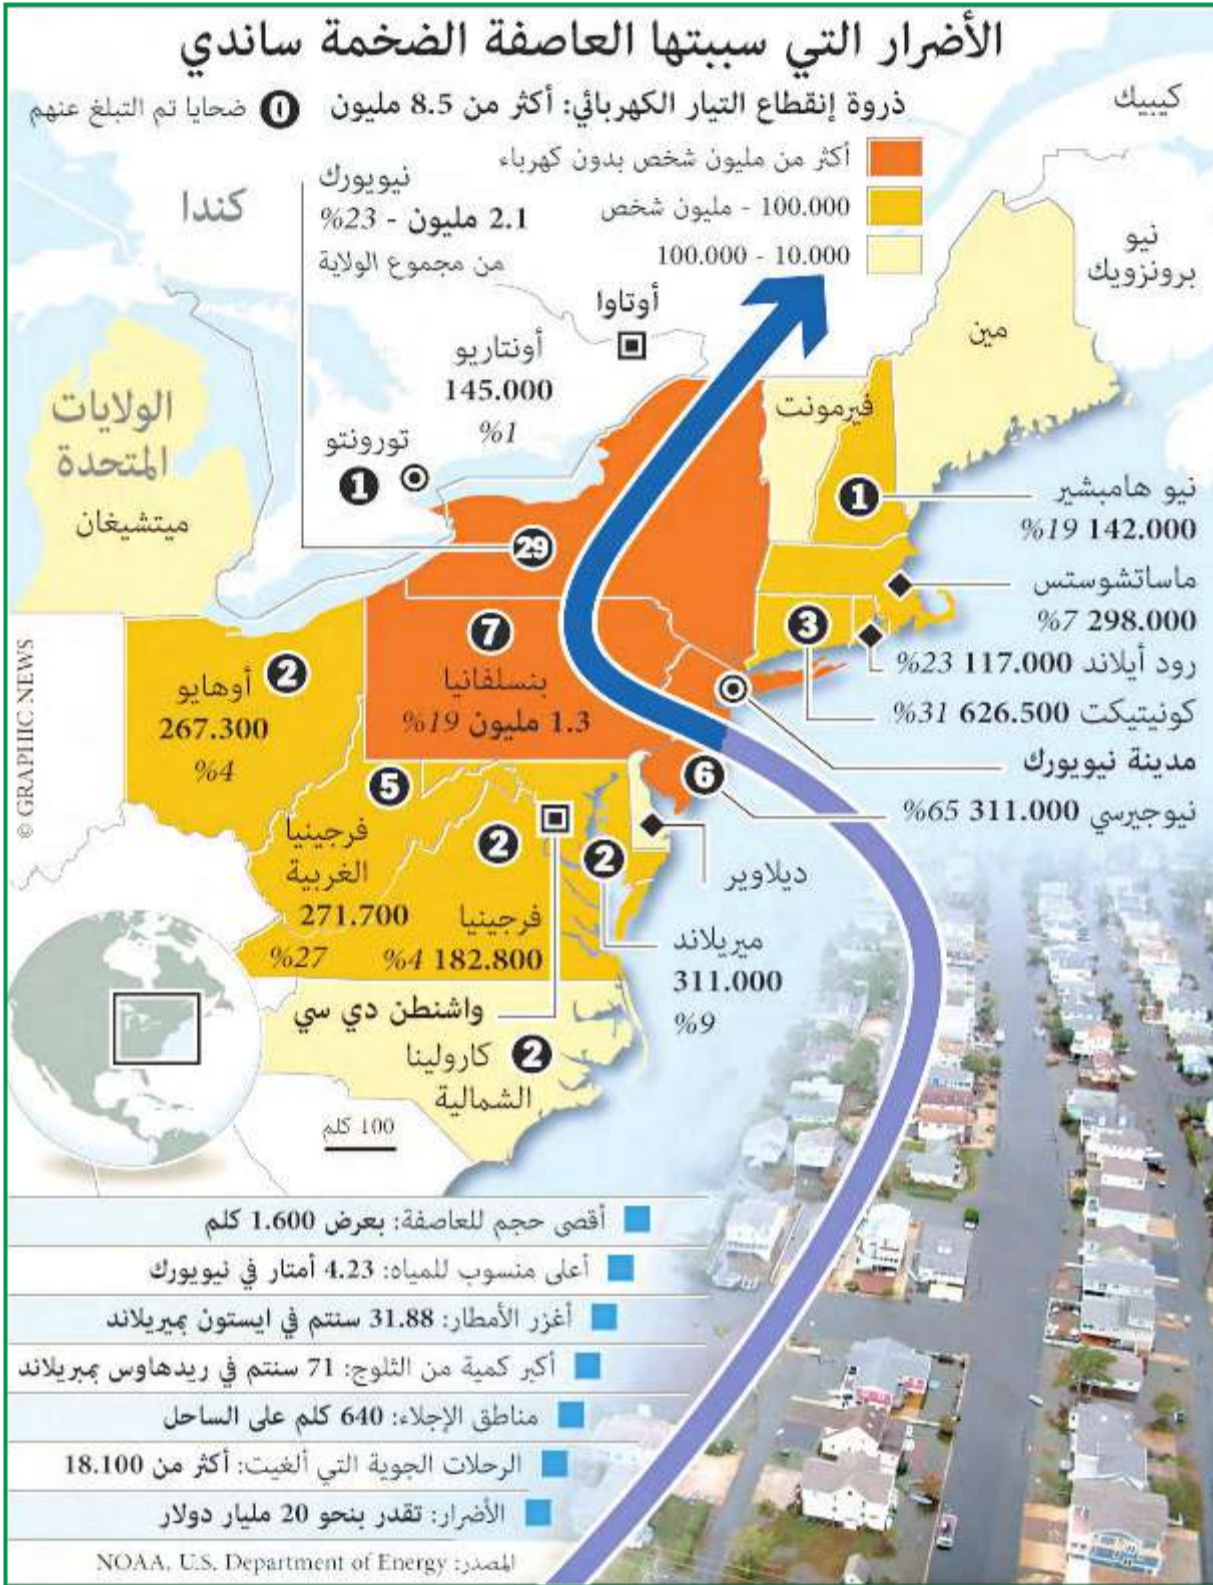 الأضرار التي سببتها العاصفة الضخمة ساندي
ذروة إنقطاع التيار الكهربائي: أكثر من 8.5 مليون
0 ضحايا تم التبلغ عنهم
أكثر من مليون شخص بدون كهرباء
100.000 - مليون شخص
10.000 - 100.000
كيبيك
كندا
نيويورك
2.1 مليون - 23%
من مجموع الولاية
نيو
برونزويك
أوتاوا
مين
أونتاريو
145.000
%1
الولايات
المتحدة
ميتشيغان
تورونتو
1
فيرمونت
1
نيو هامبشير
142.000 19%
29
ماساتشوستس
298.000 7%
3
رود أيلاند 117.000 23%
كونيتيكت 626.500 31%
مدينة نيويورك
نيوجيرسي 311.000 65%
6
7
بنسلفانيا
1.3 مليون 19%
2
أوهايو
267.300
%4
5
فرجينيا
الغربية
271.700
%27
2
فرجينيا
182.800 4%
2
ديلاوير
ميريلاند
311.000
%9
واشنطن دي سي
2
كارولينا
الشمالية
100 كلم
© GRAPHIC NEWS
أقصى حجم للعاصفة: بعرض 1.600 كلم
أعلى منسوب للمياه: 4.23 أمتار في نيويورك
أغزر الأمطار: 31.88 سنتم في ايستون بميريلاند
أكبر كمية من الثلوج: 71 سنتم في ريدهاوس بمبريلاند
مناطق الإجلاء: 640 كلم على الساحل
الرحلات الجوية التي ألغيت: أكثر من 18.100
الأضرار: تقدر بنحو 20 مليار دولار
المصدر: NOAA, U.S. Department of Energy